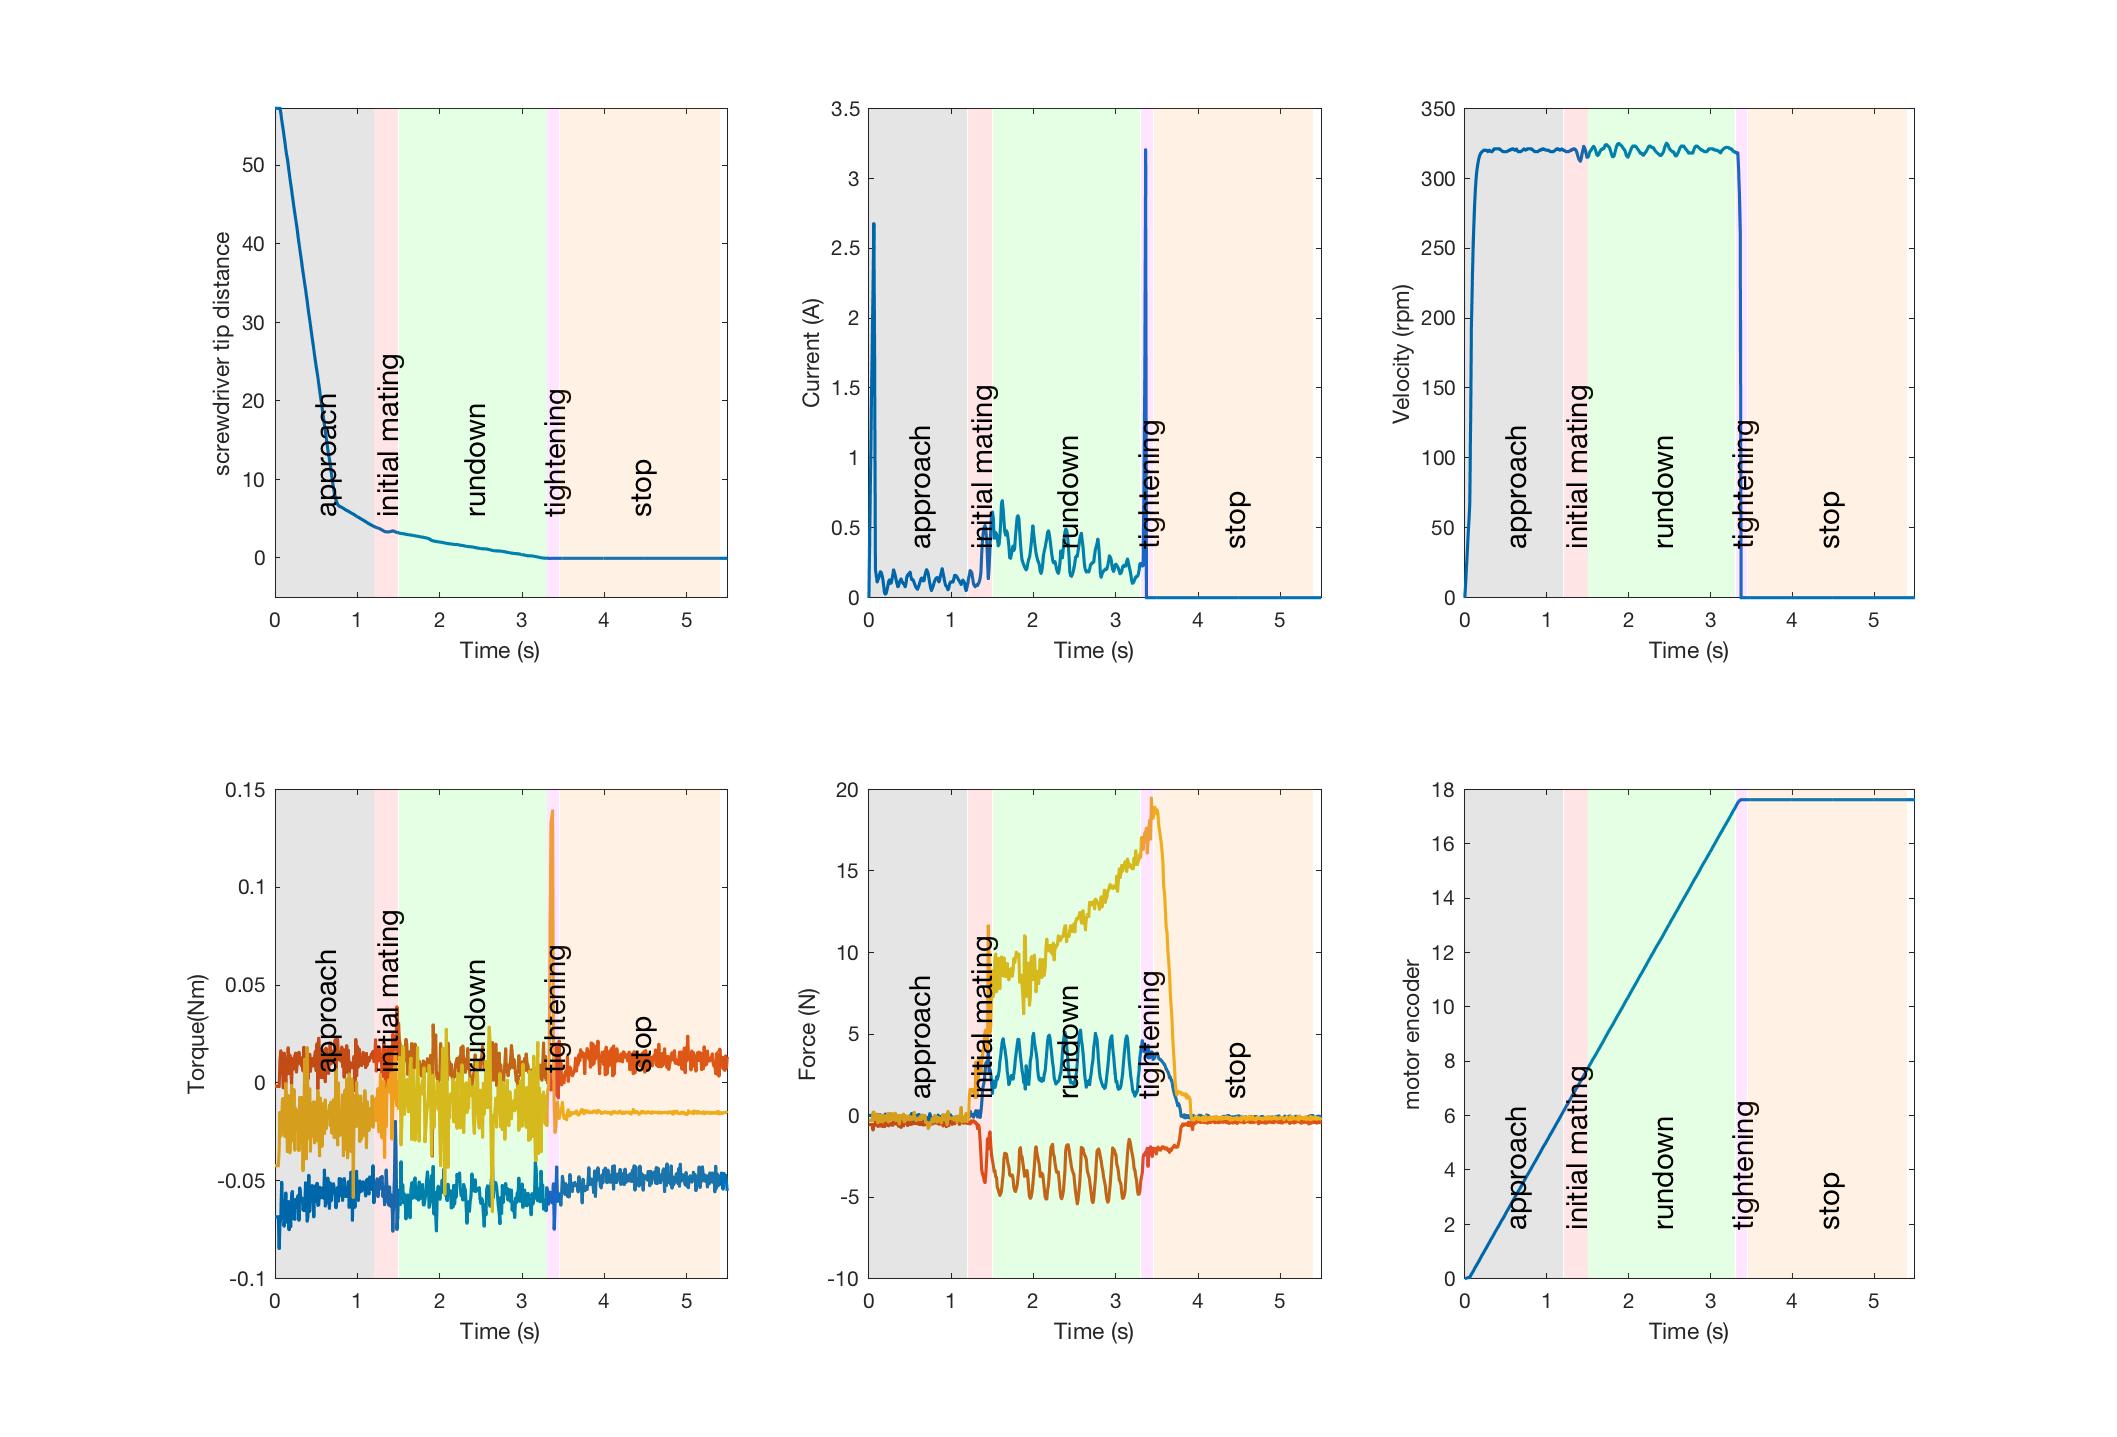 50
40
30
20
10
0
0 1 2 3 4 5
screwdriver tip distance
Time (s)
approach
initial mating
rundown
tightening
stop
3.5
3
2.5
2
1.5
1
0.5
0
0 1 2 3 4 5
Current (A)
Time (s)
approach
initial mating
rundown
tightening
stop
350
300
250
200
150
100
50
0
0 1 2 3 4 5
Velocity (rpm)
Time (s)
approach
initial mating
rundown
tightening
stop
0.15
0.1
0.05
0
-0.05
-0.1
0 1 2 3 4 5
Torque(Nm)
Time (s)
approach
initial mating
rundown
tightening
stop
20
15
10
5
0
-5
-10
0 1 2 3 4 5
Force (N)
Time (s)
approach
initial mating
rundown
tightening
stop
18
16
14
12
10
8
6
4
2
0
0 1 2 3 4 5
motor encoder
Time (s)
approach
initial mating
rundown
tightening
stop